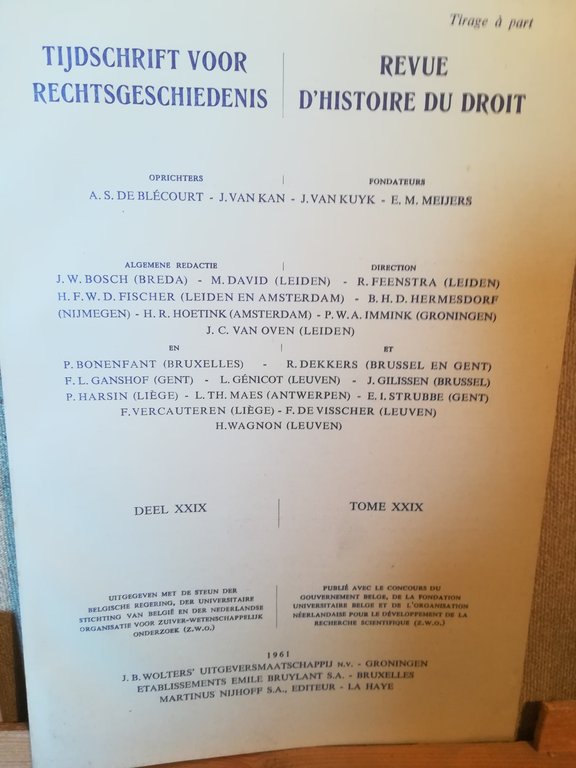 Tirage à part
TIJDSCHRIFT VOOR
RECHTSGESCHIEDENIS
REVUE
D'HISTOIRE DU DROIT
OPRICHTERS | FONDATEURS
A. S. DE BLÉCOURT - J. VAN KAN - J. VAN KUYK - E. M. MEIJERS
ALGEMENE REDACTIE | DIRECTION
J. W. BOSCH (BREDA) - M. DAVID (LEIDEN) - R. FEENSTRA (LEIDEN)
H. F. W. D. FISCHER (LEIDEN EN AMSTERDAM) - B. H. D. HERMESDORF
(NIJMEGEN) - H. R. HOETINK (AMSTERDAM) - P. W. A. IMMINK (GRONINGEN)
J. C. VAN OVEN (LEIDEN)
EN | ET
P. BONENFANT (BRUXELLES) - R. DEKKERS (BRUSSEL EN GENT)
F. L. GANSHOF (GENT) - L. GÉNICOT (LEUVEN) - J. GILISSEN (BRUSSEL)
P. HARSIN (LIÈGE) - L. TH. MAES (ANTWERPEN) - E. I. STRUBBE (GENT)
F. VERCAUTEREN (LIÈGE) - F. DE VISSCHER (LEUVEN)
H. WAGNON (LEUVEN)
DEEL XXIX
TOME XXIX
UITGEGEVEN MET DE STEUN DER
BELGISCHE REGERING, DER UNIVERSITAIRE
STICHTING VAN BELGIË EN DER NEDERLANDSE
ORGANISATIE VOOR ZUIVER-WETENSCHAPPELIJK
ONDERZOEK (Z.W.O.)
PUBLIÉ AVEC LE CONCOURS DU
GOUVERNEMENT BELGE, DE LA FONDATION
UNIVERSITAIRE BELGE ET DE L'ORGANISATION
NÉERLANDAISE POUR LE DÉVELOPPEMENT DE LA
RECHERCHE SCIENTIFIQUE (Z.W.O.)
1961
J. B. WOLTERS' UITGEVERSMAATSCHAPPIJ N.V. - GRONINGEN
ETABLISSEMENTS EMILE BRUYLANT S.A. - BRUXELLES
MARTINUS NIJHOFF S.A., EDITEUR - LA HAYE